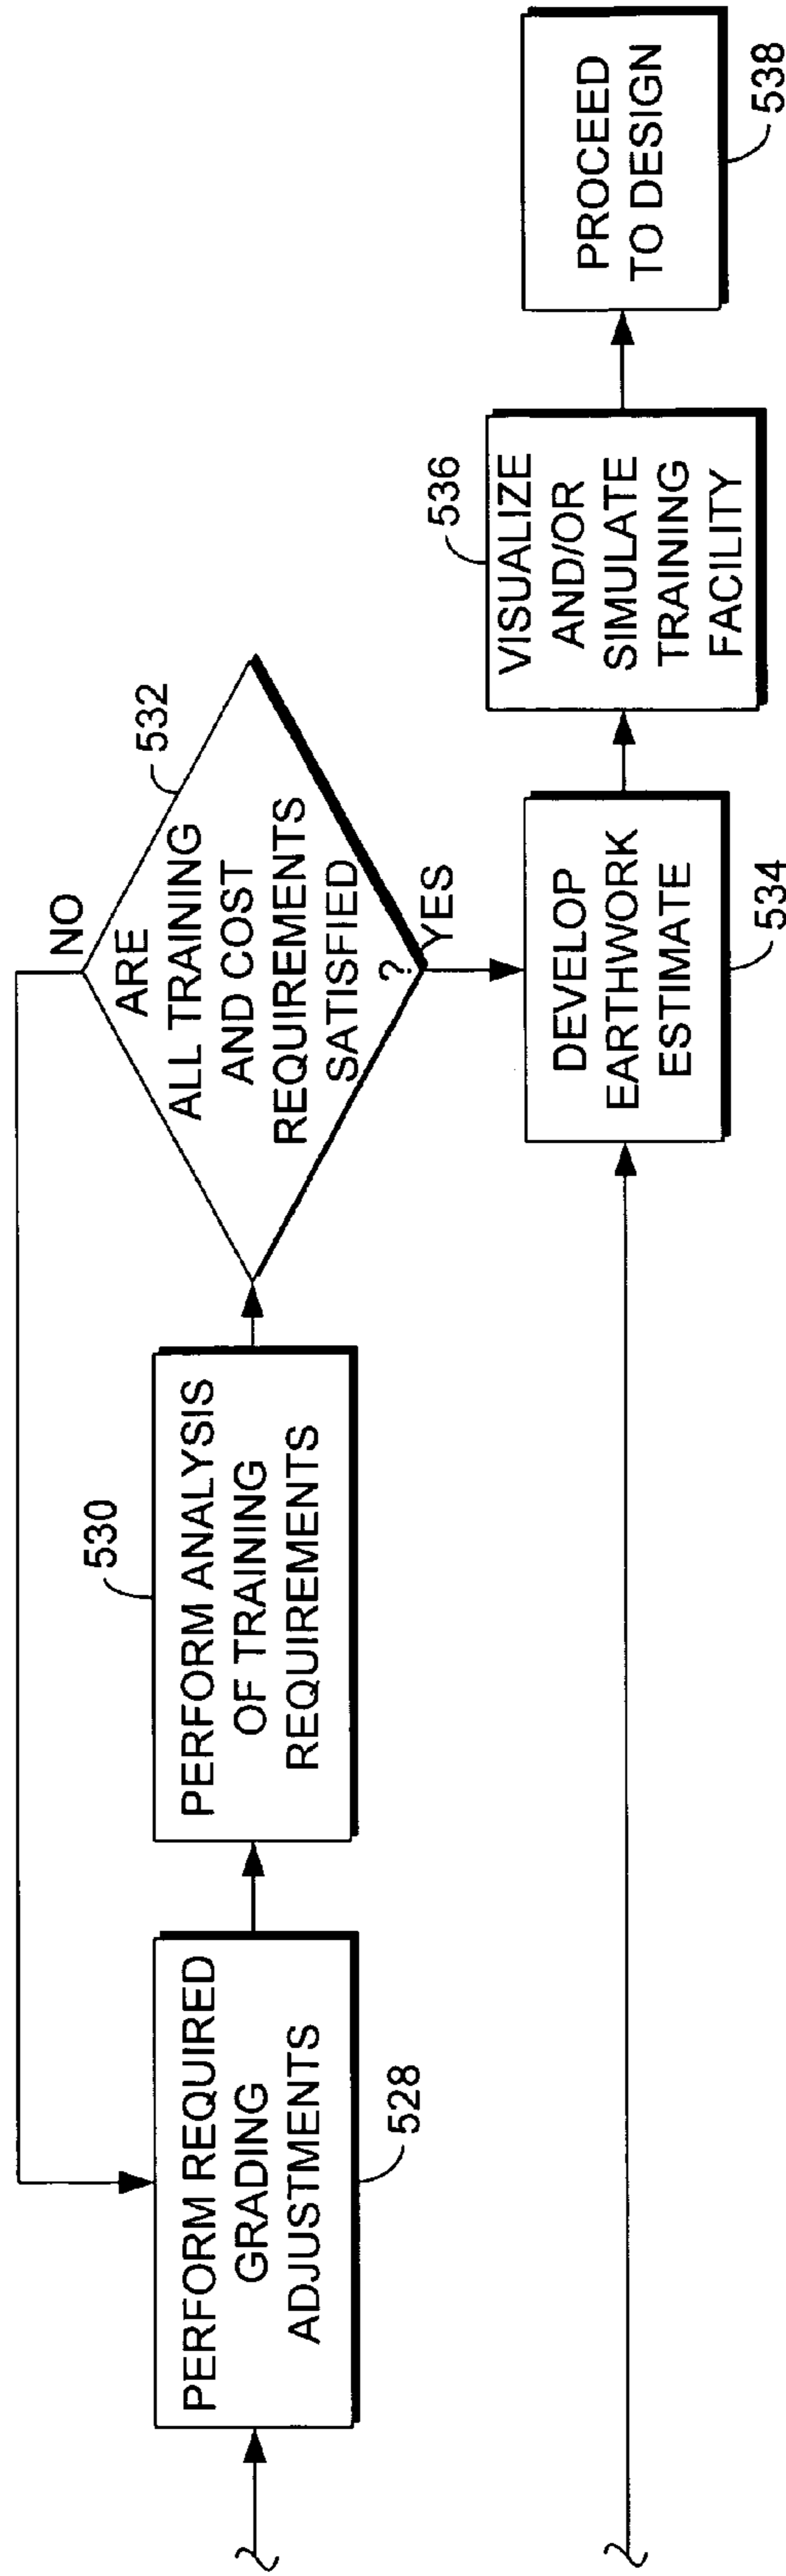 PERFORM REQUIRED
GRADING
ADJUSTMENTS
528
PERFORM ANALYSIS
OF TRAINING
REQUIREMENTS
530
NO
ARE
ALL TRAINING
AND COST
REQUIREMENTS
SATISFIED
?
532
YES
DEVELOP
EARTHWORK
ESTIMATE
534
VISUALIZE
AND/OR
SIMULATE
TRAINING
FACILITY
536
PROCEED
TO DESIGN
538